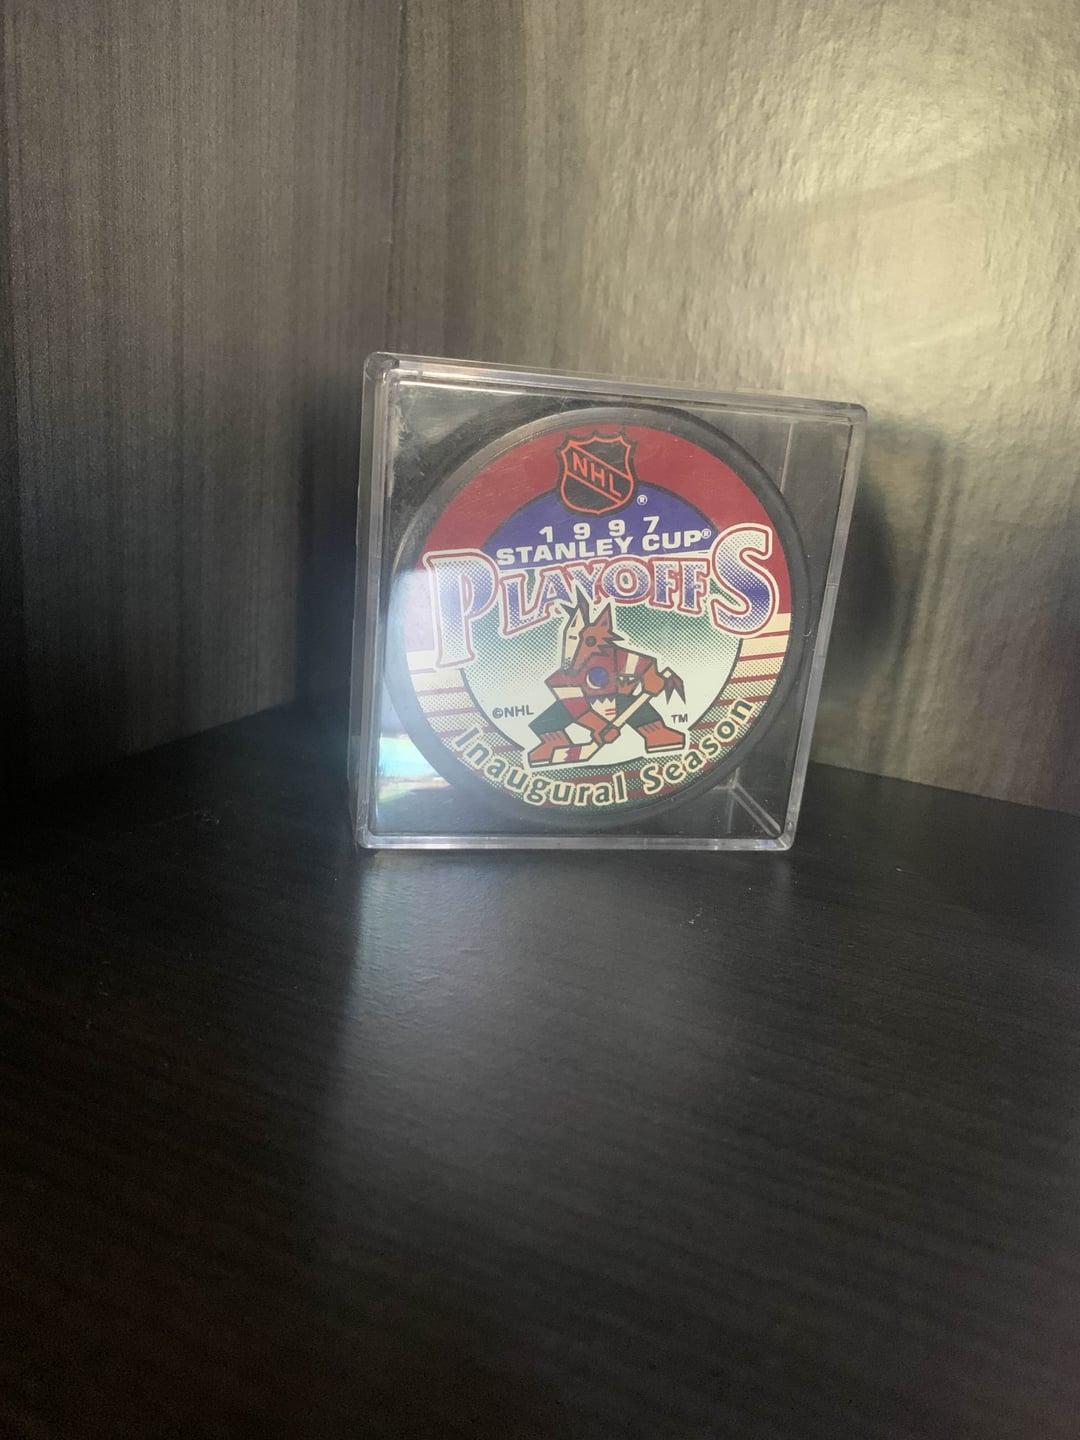 NHL®
1997
STANLEY CUP®
PLAYOFFS
©NHL
TM
Inaugural Season